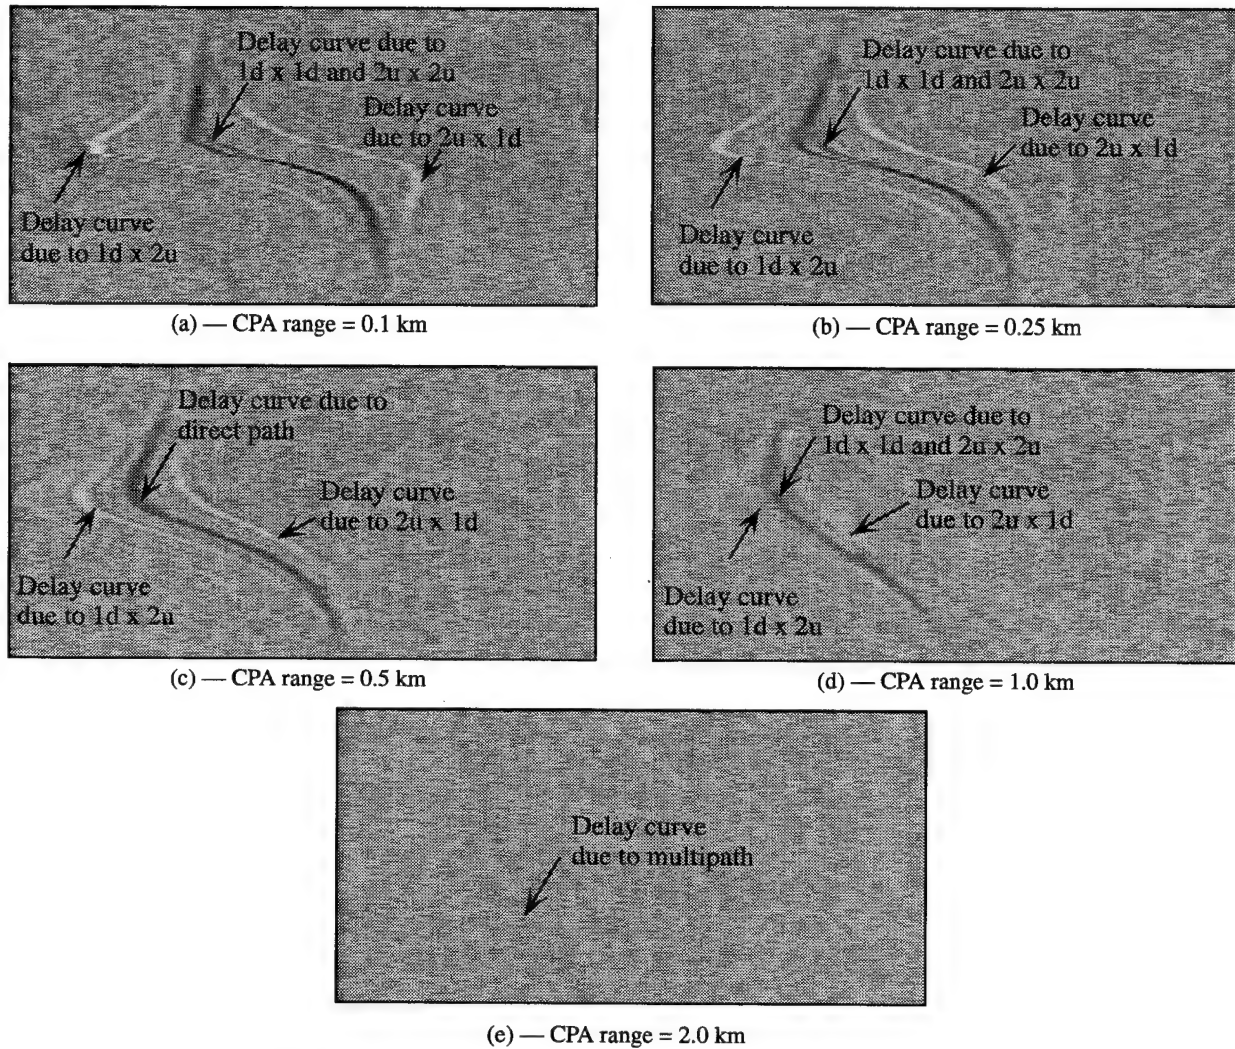 Delay curve due to
1d x 1d and 2u x 2u
Delay curve
due to 2u x 1d
Delay curve
due to 1d x 2u
(a) — CPA range = 0.1 km
Delay curve due to
1d x 1d and 2u x 2u
Delay curve
due to 2u x 1d
Delay curve
due to 1d x 2u
(b) — CPA range = 0.25 km
Delay curve due to
direct path
Delay curve
due to 2u x 1d
Delay curve
due to 1d x 2u
(c) — CPA range = 0.5 km
Delay curve due to
1d x 1d and 2u x 2u
Delay curve
due to 2u x 1d
Delay curve
due to 1d x 2u
(d) — CPA range = 1.0 km
Delay curve
due to multipath
(e) — CPA range = 2.0 km